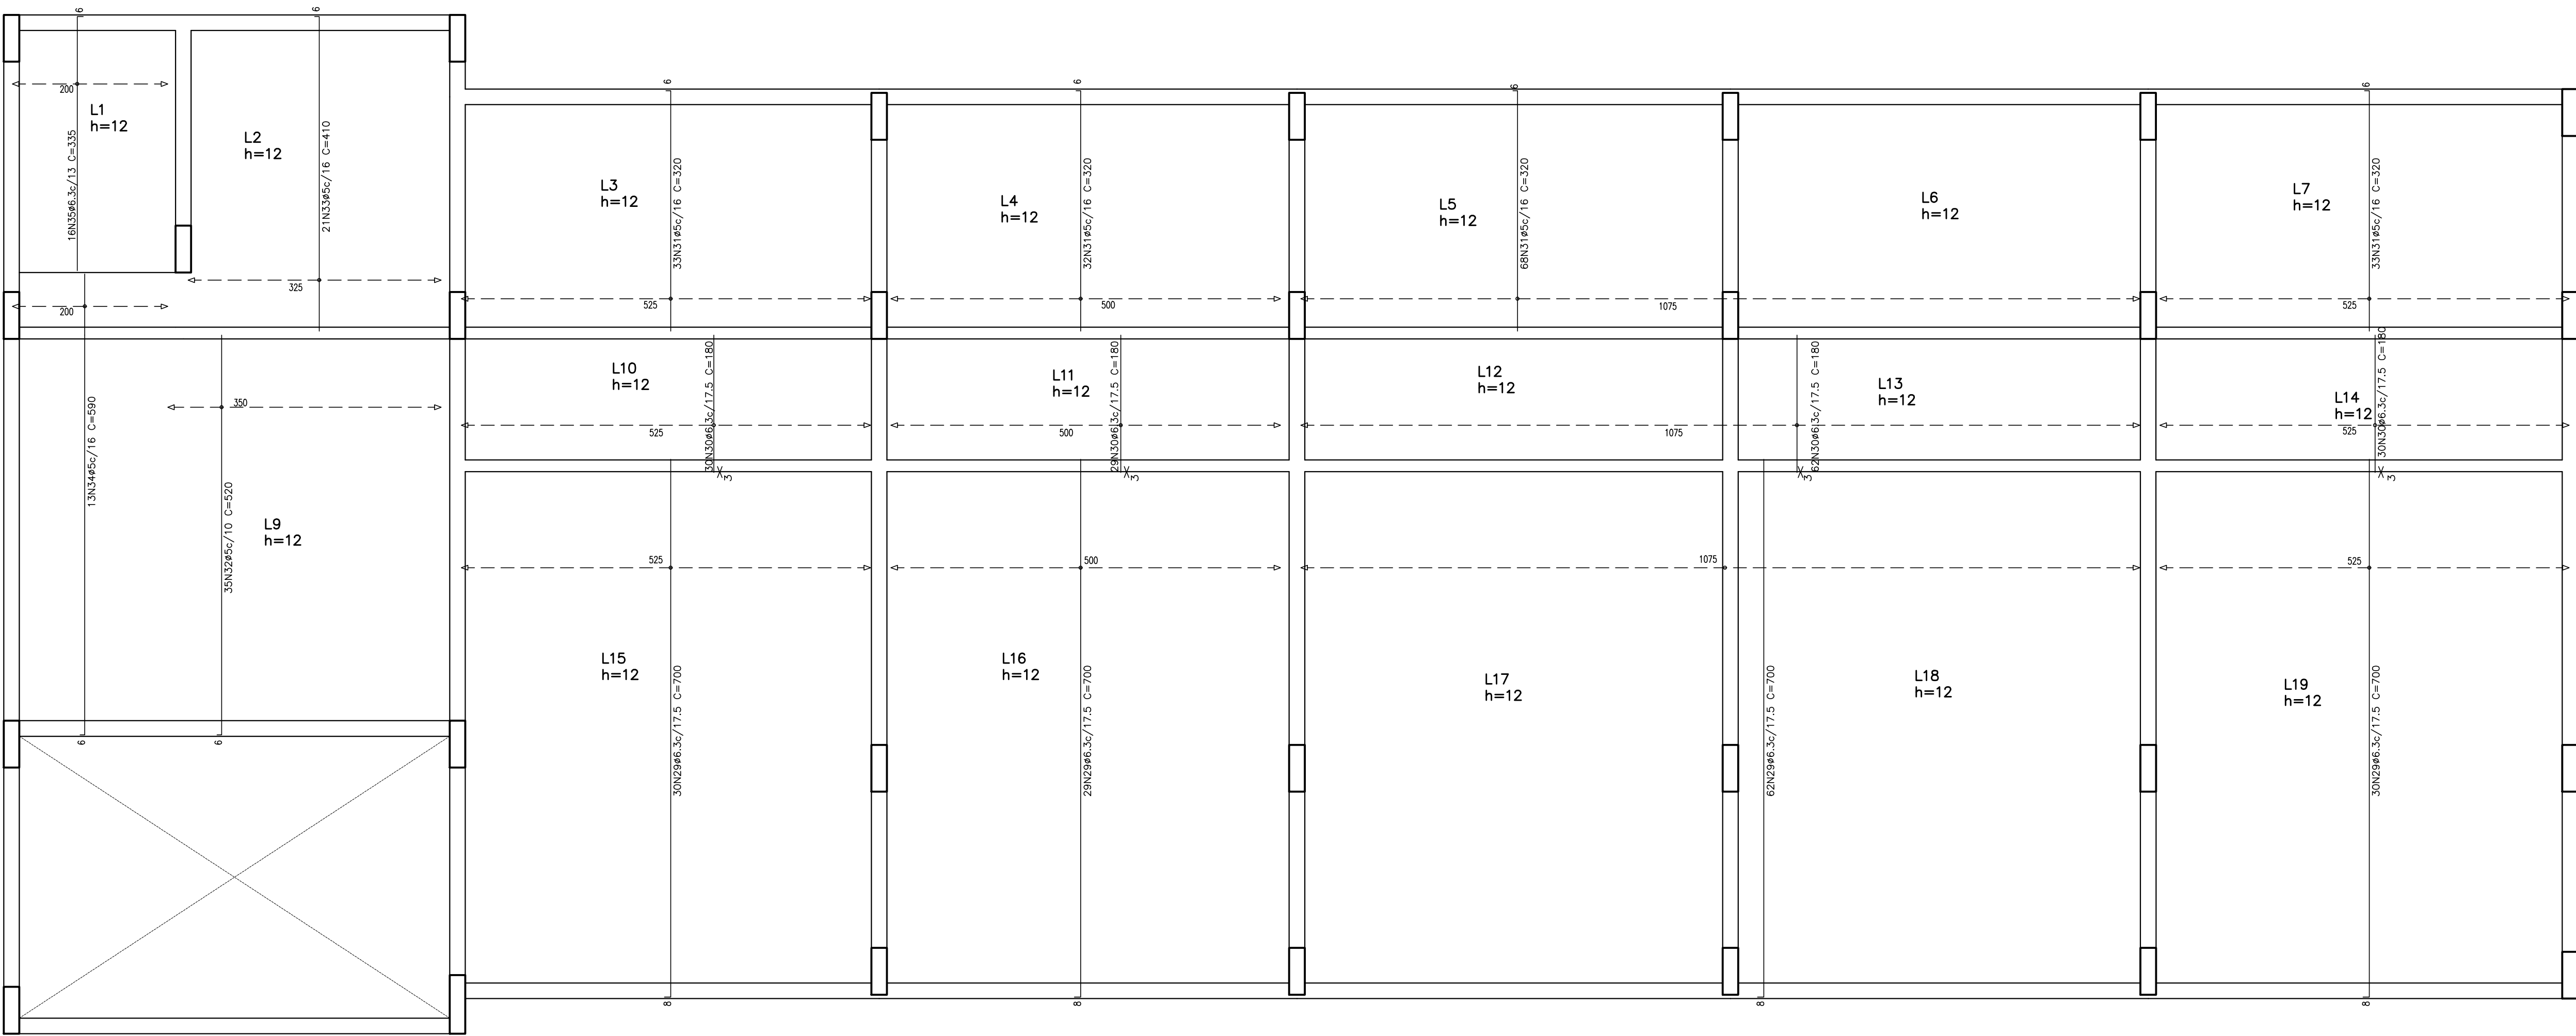 6
6
200
L1
h=12
16N35ø6.3c/13 C=335
L2
h=12
21N33ø5c/16 C=410
325
200
6
6
6
6
L3
h=12
33N31ø5c/16 C=320
525
L4
h=12
32N31ø5c/16 C=320
500
L5
h=12
68N31ø5c/16 C=320
1075
L6
h=12
L7
h=12
33N31ø5c/16 C=320
525
13N34ø5c/16 C=590
350
35N32ø5c/10 C=520
L9
h=12
6
6
L10
h=12
30N30ø6.3c/17.5 C=180
525
3
L11
h=12
29N30ø6.3c/17.5 C=180
500
3
L12
h=12
1075
62N30ø6.3c/17.5 C=180
3
L13
h=12
L14
h=12
30N30ø6.3c/17.5 C=180
525
3
525
L15
h=12
30N29ø6.3c/17.5 C=700
8
500
L16
h=12
29N29ø6.3c/17.5 C=700
8
1075
L17
h=12
62N29ø6.3c/17.5 C=700
8
L18
h=12
525
L19
h=12
30N29ø6.3c/17.5 C=700
8